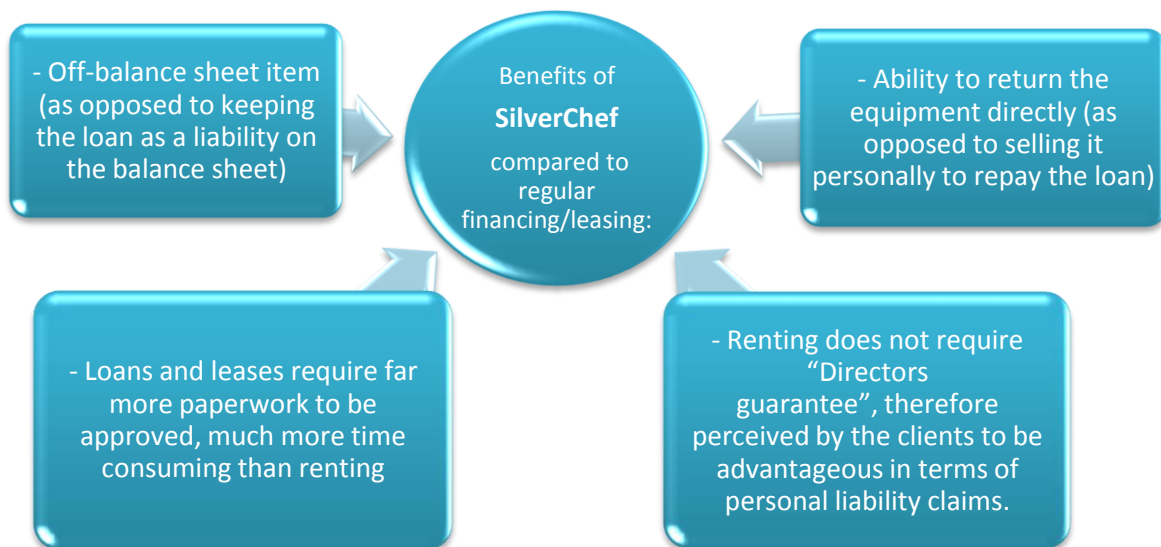 - Off-balance sheet item
(as opposed to keeping
the loan as a liability on
the balance sheet)
Benefits of
SilverChef
compared to
regular
financing/leasing:
- Ability to return the
equipment directly (as
opposed to selling it
personally to repay the loan)
- Loans and leases require far
more paperwork to be
approved, much more time
consuming than renting
- Renting does not require
“Directors
guarantee”, therefore
perceived by the clients to be
advantageous in terms of
personal liability claims.